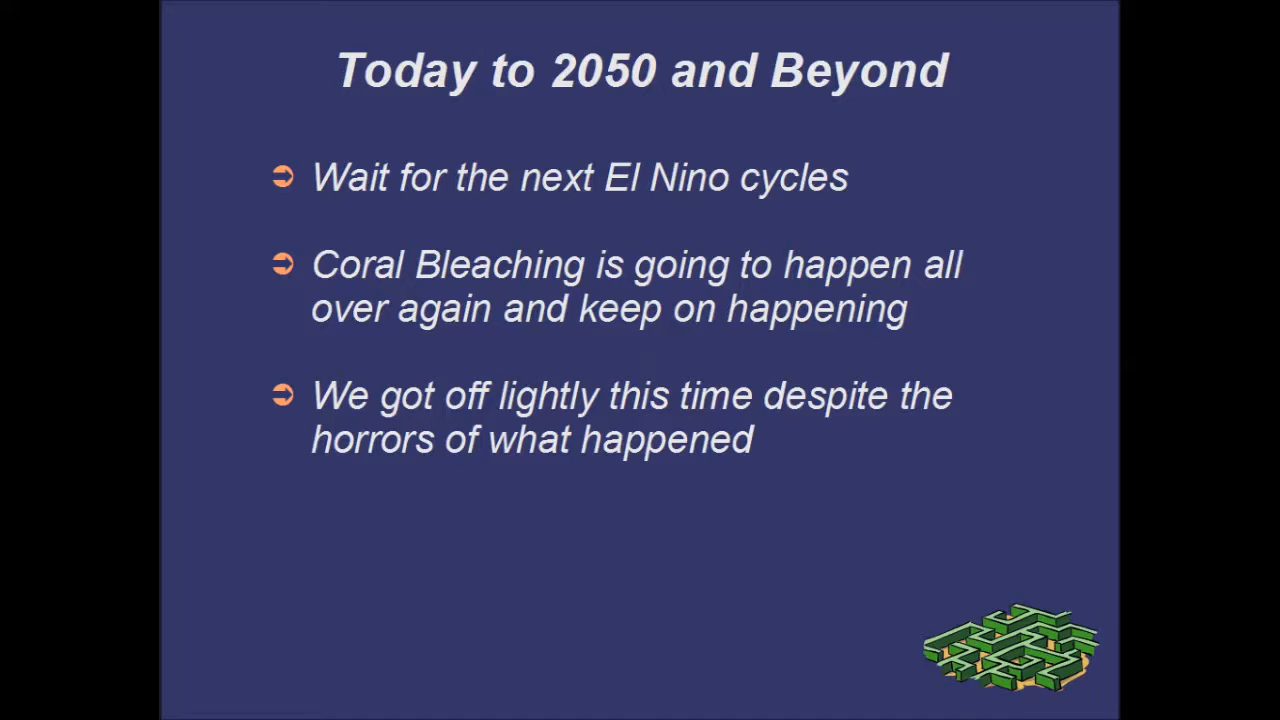 Today to 2050 and Beyond
Wait for the next El Nino cycles
Coral Bleaching is going to happen all
over again and keep on happening
We got off lightly this time despite the
horrors of what happened